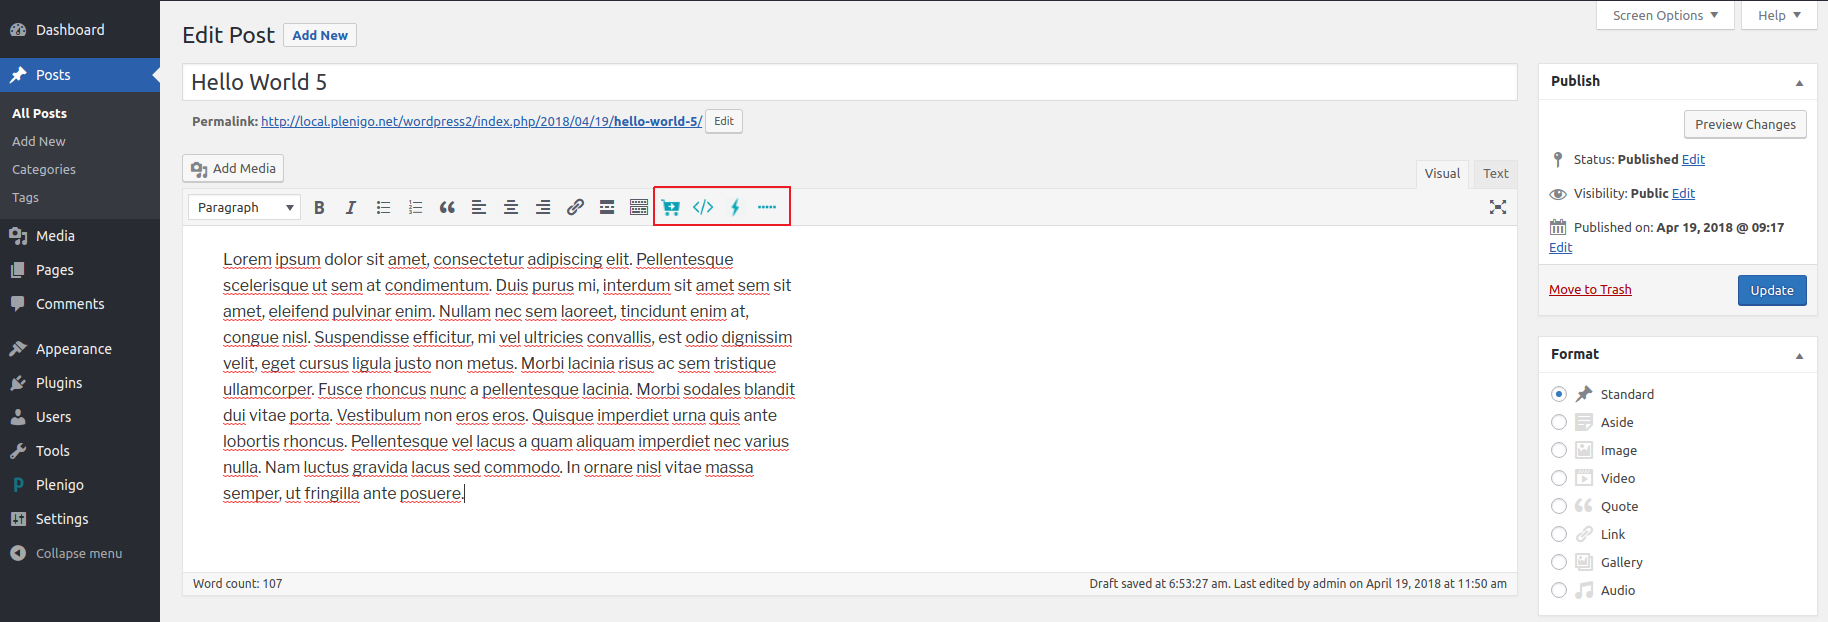 Dashboard
Posts
All Posts
Add New
Categories
Tags
Media
Pages
Comments
Appearance
Plugins
Users
Tools
Plenigo
Settings
Collapse menu
Screen Options
Help
Edit Post
Add New
Hello World 5
Permalink: http://local.plenigo.net/wordpress2/index.php/2018/04/19/hello-world-5/ Edit
Add Media
Visual
Text
Paragraph
Lorem ipsum dolor sit amet, consectetur adipiscing elit. Pellentesque
scelerisque ut sem at condimentum. Duis purus mi, interdum sit amet sem sit
amet, eleifend pulvinar enim. Nullam nec sem laoreet, tincidunt enim at,
congue nisl. Suspendisse efficitur, mi vel ultricies convallis, est odio dignissim
velit, eget cursus ligula justo non metus. Morbi lacinia risus ac sem tristique
ullamcorper. Fusce rhoncus nunc a pellentesque lacinia. Morbi sodales blandit
dui vitae porta. Vestibulum non eros eros. Quisque imperdiet urna quis ante
lobortis rhoncus. Pellentesque vel lacus a quam aliquam imperdiet nec varius
nulla. Nam luctus gravida lacus sed commodo. In ornare nisl vitae massa
semper, ut fringilla ante posuere.
Word count: 107
Draft saved at 6:53:27 am. Last edited by admin on April 19, 2018 at 11:50 am
Publish
Preview Changes
Status: Published Edit
Visibility: Public Edit
Published on: Apr 19, 2018 @ 09:17
Edit
Move to Trash
Update
Format
Standard
Aside
Image
Video
Quote
Link
Gallery
Audio